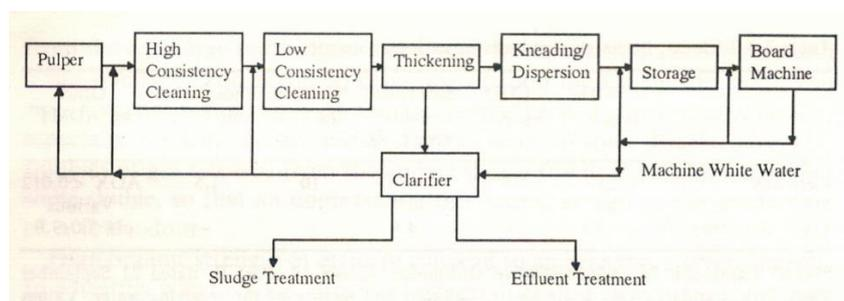 Pulper
High
Consistency
Cleaning
Low
Consistency
Cleaning
Thickening
Kneading/
Dispersion
Storage
Board
Machine
Machine White Water
Clarifier
Sludge Treatment
Effluent Treatment